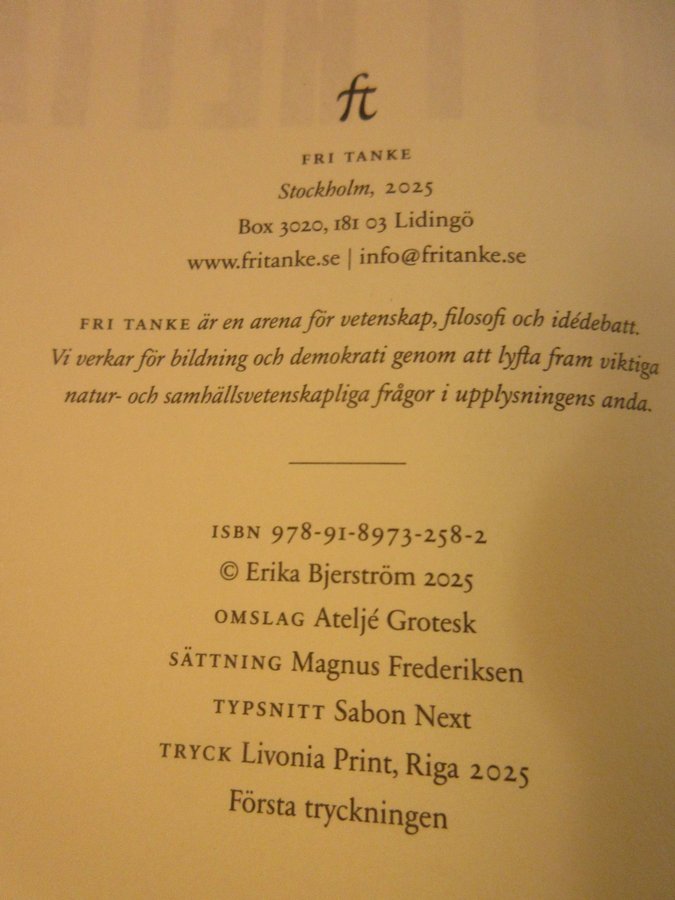 ft
FRI TANKE
Stockholm, 2025
Box 3020, 181 03 Lidingö
www.fritanke.se | info@fritanke.se
FRI TANKE är en arena för vetenskap, filosofi och idédebatt.
Vi verkar för bildning och demokrati genom att lyfta fram viktiga
natur- och samhällsvetenskapliga frågor i upplysningens anda.
ISBN 978-91-8973-258-2
© Erika Bjerström 2025
OMSLAG Ateljé Grotesk
SÄTTNING Magnus Frederiksen
TYPSNITT Sabon Next
TRYCK Livonia Print, Riga 2025
Första tryckningen